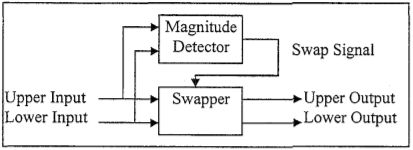 Magnitude
Detector
Swap Signal
Upper Input
Swapper
Upper Output
Lower Input
Lower Output